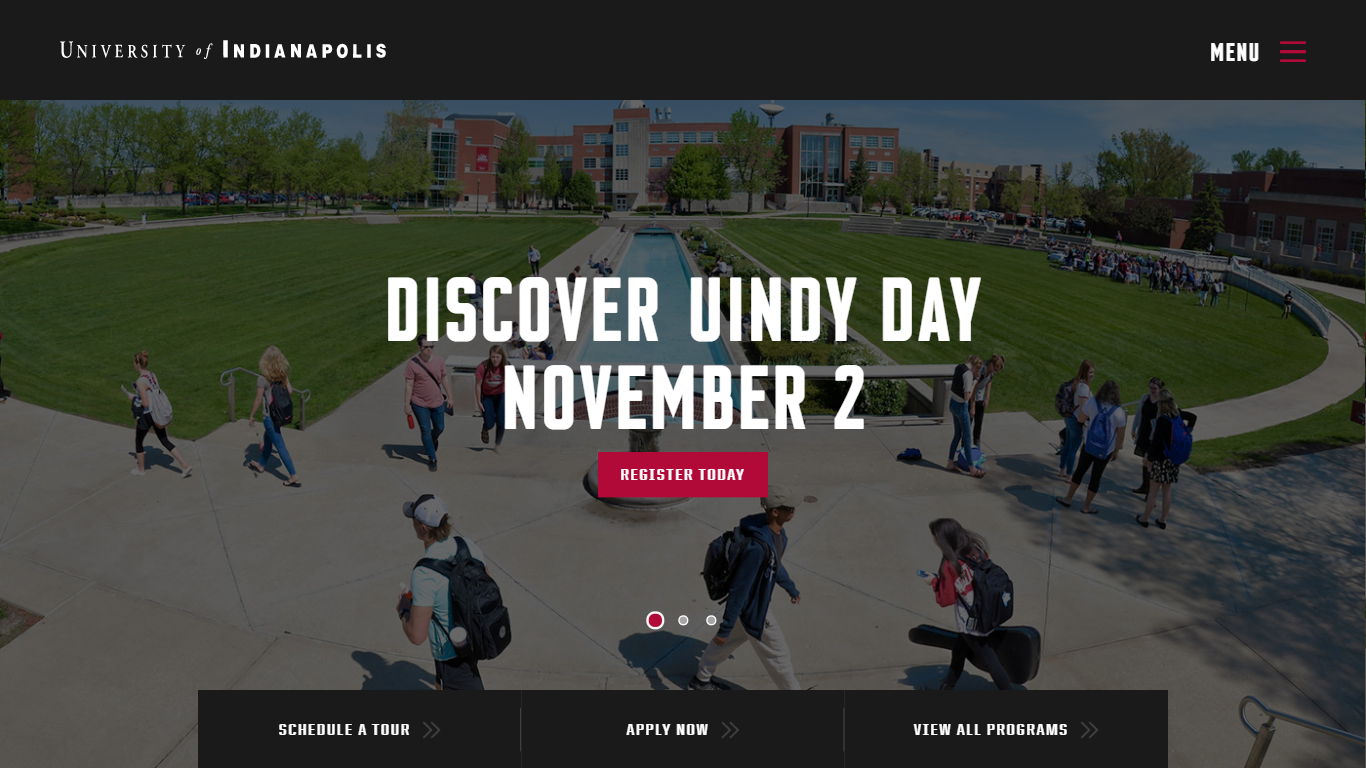 University of Indianapolis
MENU
DISCOVER UINDY DAY
NOVEMBER 2
REGISTER TODAY
SCHEDULE A TOUR
APPLY NOW
VIEW ALL PROGRAMS